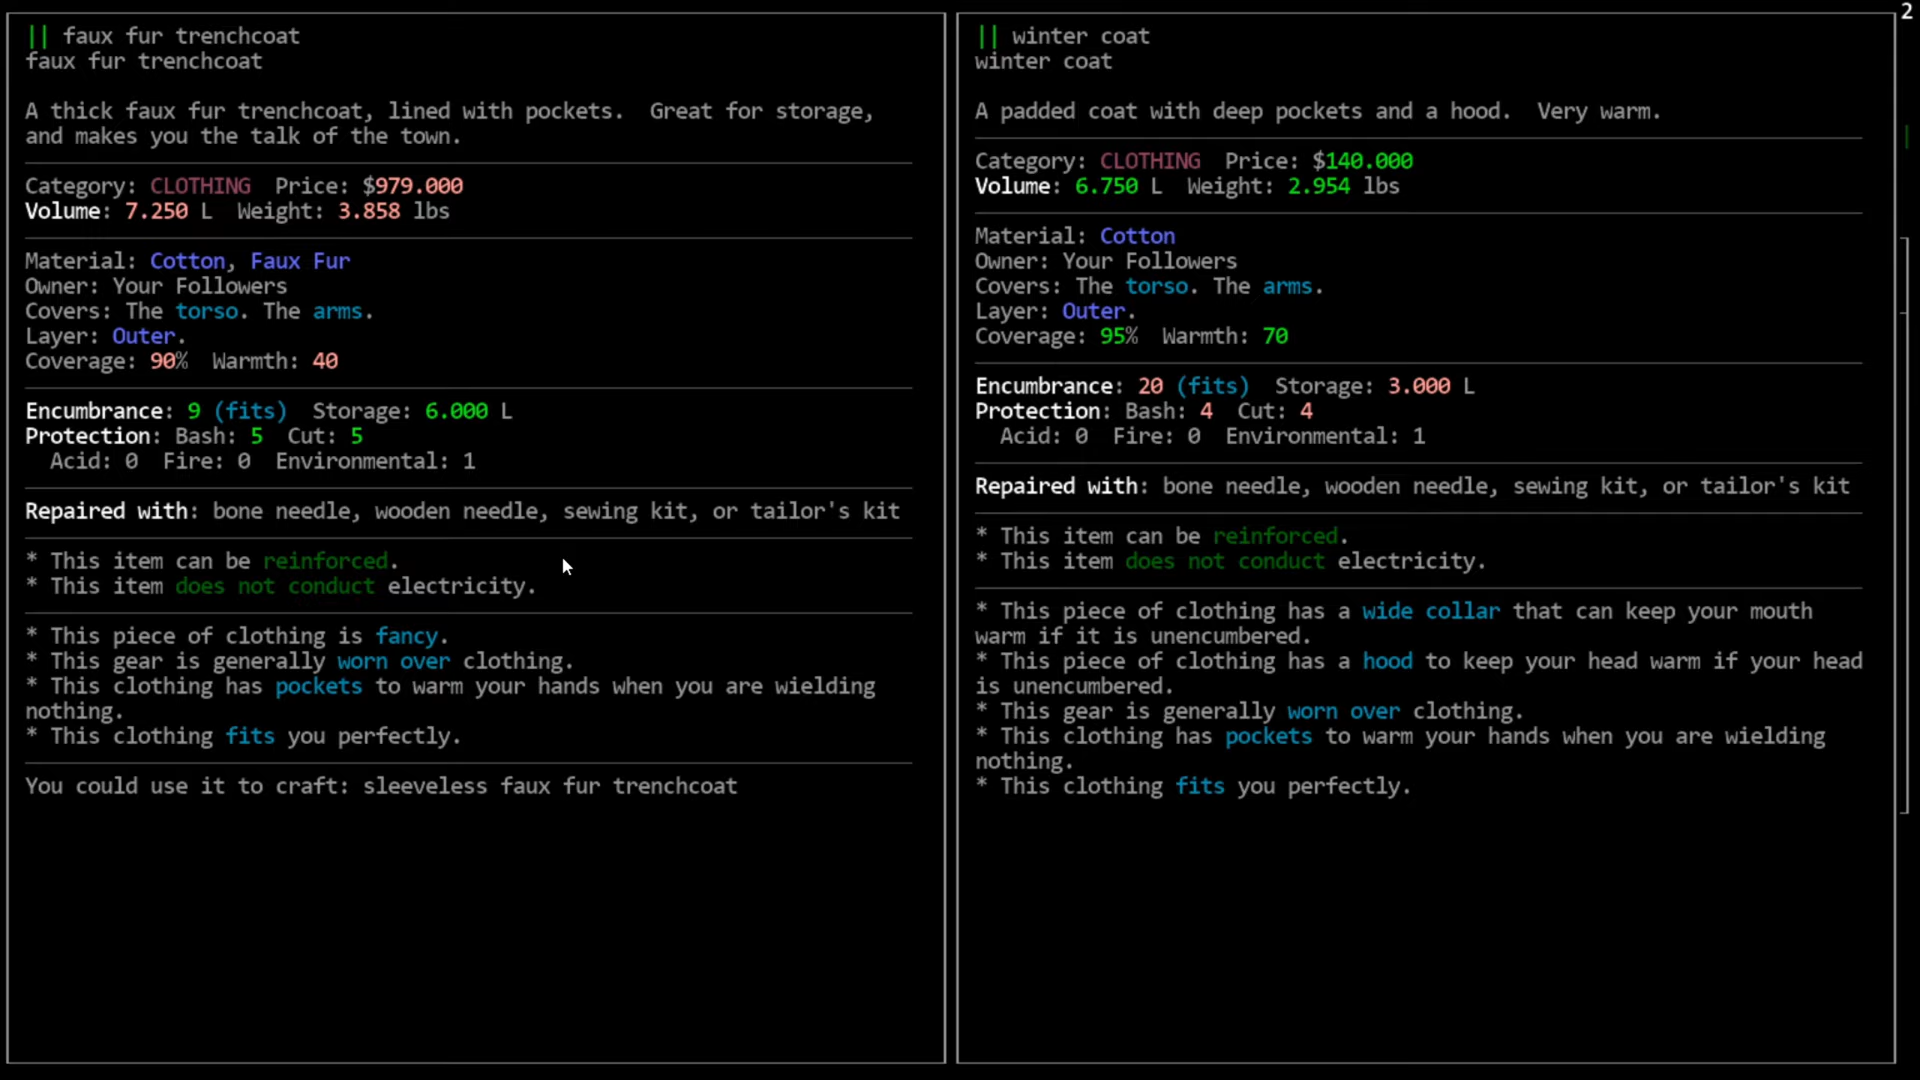 || faux fur trenchcoat
faux fur trenchcoat
A thick faux fur trenchcoat, lined with pockets.  Great for storage,
and makes you the talk of the town.
Category: CLOTHING  Price: $979.000
Volume: 7.250 L  Weight: 3.858 lbs
Material: Cotton, Faux Fur
Owner: Your Followers
Covers: The torso. The arms.
Layer: Outer.
Coverage: 90%  Warmth: 40
Encumbrance: 9 (fits)  Storage: 6.000 L
Protection: Bash: 5  Cut: 5
Acid: 0  Fire: 0  Environmental: 1
Repaired with: bone needle, wooden needle, sewing kit, or tailor's kit
* This item can be reinforced.
* This item does not conduct electricity.
* This piece of clothing is fancy.
* This gear is generally worn over clothing.
* This clothing has pockets to warm your hands when you are wielding
nothing.
* This clothing fits you perfectly.
You could use it to craft: sleeveless faux fur trenchcoat
|| winter coat
winter coat
A padded coat with deep pockets and a hood.  Very warm.
Category: CLOTHING  Price: $140.000
Volume: 6.750 L  Weight: 2.954 lbs
Material: Cotton
Owner: Your Followers
Covers: The torso. The arms.
Layer: Outer.
Coverage: 95%  Warmth: 70
Encumbrance: 20 (fits)  Storage: 3.000 L
Protection: Bash: 4  Cut: 4
Acid: 0  Fire: 0  Environmental: 1
Repaired with: bone needle, wooden needle, sewing kit, or tailor's kit
* This item can be reinforced.
* This item does not conduct electricity.
* This piece of clothing has a wide collar that can keep your mouth
warm if it is unencumbered.
* This piece of clothing has a hood to keep your head warm if your head
is unencumbered.
* This gear is generally worn over clothing.
* This clothing has pockets to warm your hands when you are wielding
nothing.
* This clothing fits you perfectly.
2